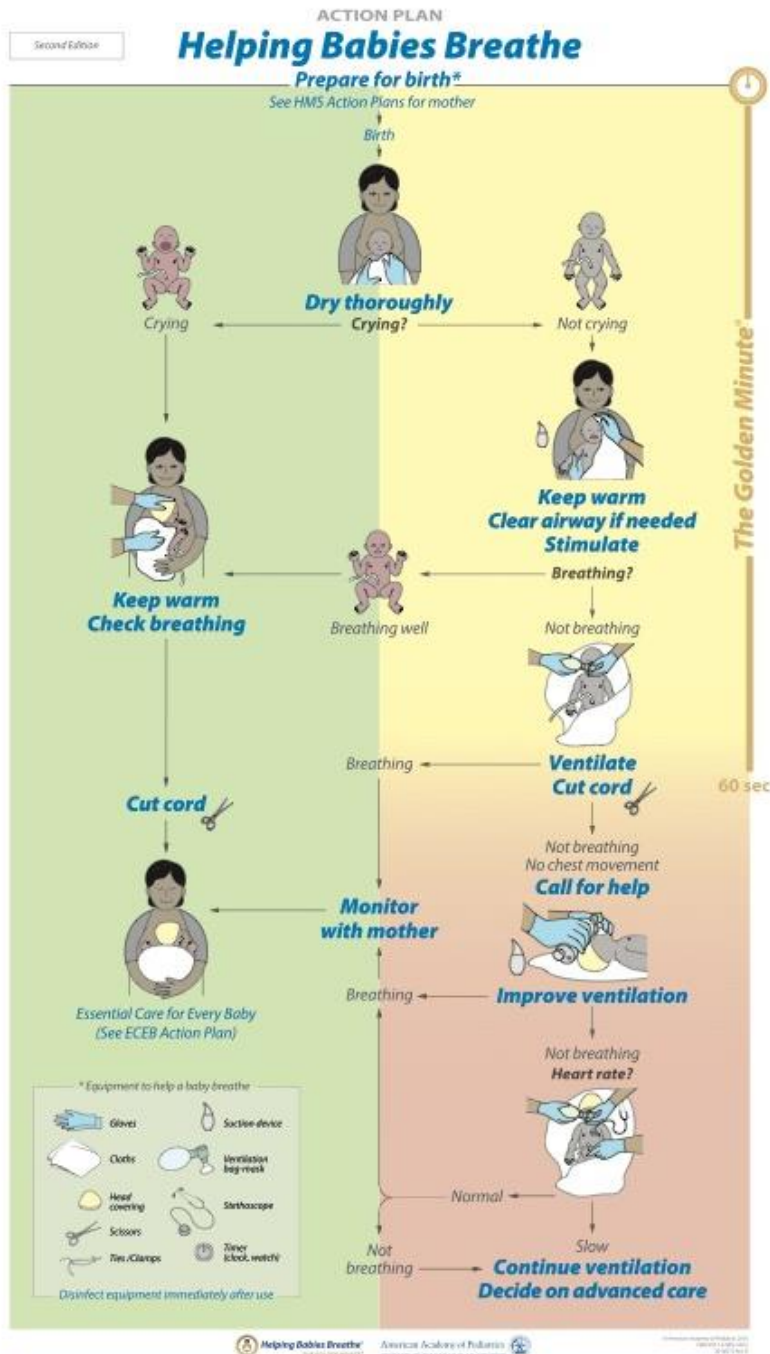 ACTION PLAN
Second Edition
Helping Babies Breathe
Prepare for birth*
See HMS Action Plans for mother
Birth
Dry thoroughly
Crying
Crying?
Not crying
The Golden Minute®
Keep warm
Clear airway if needed
Stimulate
Breathing?
Keep warm
Check breathing
Breathing well
Not breathing
Breathing
Ventilate
Cut cord
60 sec
Cut cord
Not breathing
No chest movement
Call for help
Monitor
with mother
Breathing
Improve ventilation
Essential Care for Every Baby
(See ECEB Action Plan)
Not breathing
Heart rate?
* Equipment to help a baby breathe
Gloves
Suction device
Cloths
Ventilation
bag-mask
Head
covering
Stethoscope
Scissors
Ties/Clamps
Timer
(clock, watch)
Disinfect equipment immediately after use
Normal
Not
breathing
Slow
Continue ventilation
Decide on advanced care
Helping Babies Breathe®
American Academy of Pediatrics